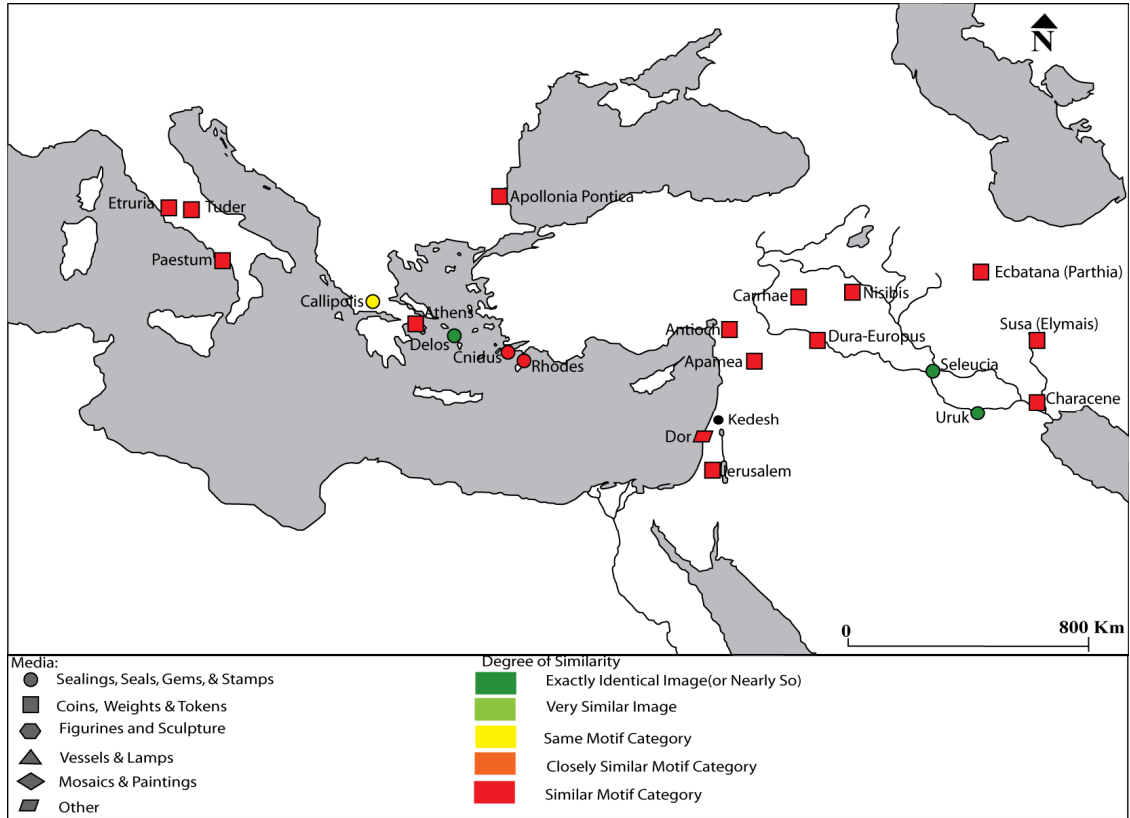 N
Apollonia Pontica
Etruria
Tuder
Paestum
Ecbatana (Parthia)
Carrhae
Nisibis
Callipolis
Athens
Susa (Elymais)
Antioch
Dura-Europus
Delos
Cnidus
Rhodes
Apamea
Seleucia
Characene
Uruk
Kedesh
Dor
Jerusalem
0
800 Km
Media:
Sealings, Seals, Gems, & Stamps
Coins, Weights & Tokens
Figurines and Sculpture
Vessels & Lamps
Mosaics & Paintings
Other
Degree of Similarity
Exactly Identical Image(or Nearly So)
Very Similar Image
Same Motif Category
Closely Similar Motif Category
Similar Motif Category